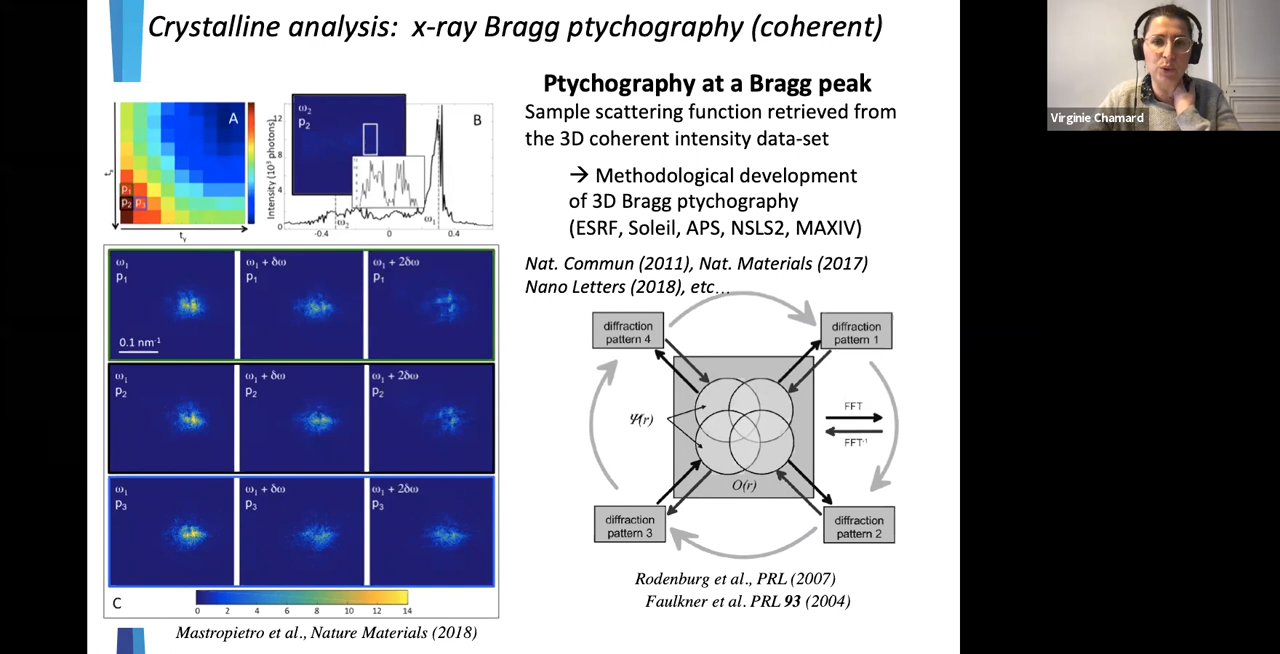 Crystalline analysis: x-ray Bragg ptychography (coherent)
Virginie Chamard
Ptychography at a Bragg peak
Sample scattering function retrieved from
the 3D coherent intensity data-set
→ Methodological development
of 3D Bragg ptychography
(ESRF, Soleil, APS, NSLS2, MAXIV)
Nat. Commun (2011), Nat. Materials (2017)
Nano Letters (2018), etc...
A
p₁
p₂ p₃
tᵧ
B
ω₂
p₂
Intensity (10³ photons)
12
8
4
0
ω₂
ω₁
-0.4 0 0.4
ω₁ ω₁ + δω ω₁ + 2δω
p₁ p₁ p₁
0.1 nm⁻¹
ω₁ ω₁ + δω ω₁ + 2δω
p₂ p₂ p₂
ω₁ ω₁ + δω ω₁ + 2δω
p₃ p₃ p₃
C
0 2 4 6 8 10 12 14
Mastropietro et al., Nature Materials (2018)
diffraction
pattern 4
diffraction
pattern 1
Ψ(r)
FFT
FFT⁻¹
O(r)
diffraction
pattern 3
diffraction
pattern 2
Rodenburg et al., PRL (2007)
Faulkner et al. PRL 93 (2004)